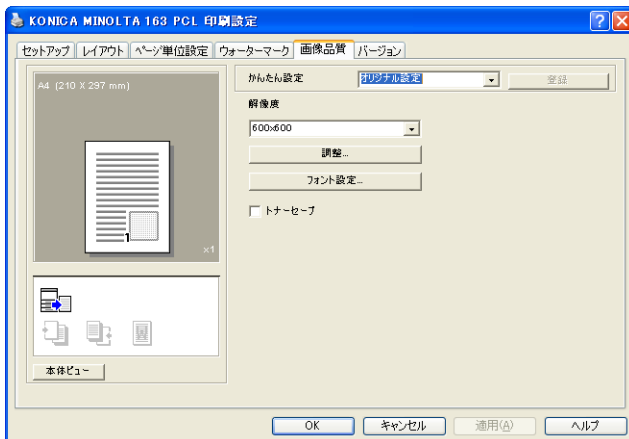 KONICA MINOLTA 163 PCL 印刷設定
セットアップ レイアウト ページ単位設定 ウォーターマーク 画像品質 バージョン
A4 (210 X 297 mm)
1
×1
本体ビュー
かんたん設定 オリジナル設定 登録
解像度
600x600
調整...
フォント設定...
トナーセーブ
OK キャンセル 適用(A) ヘルプ